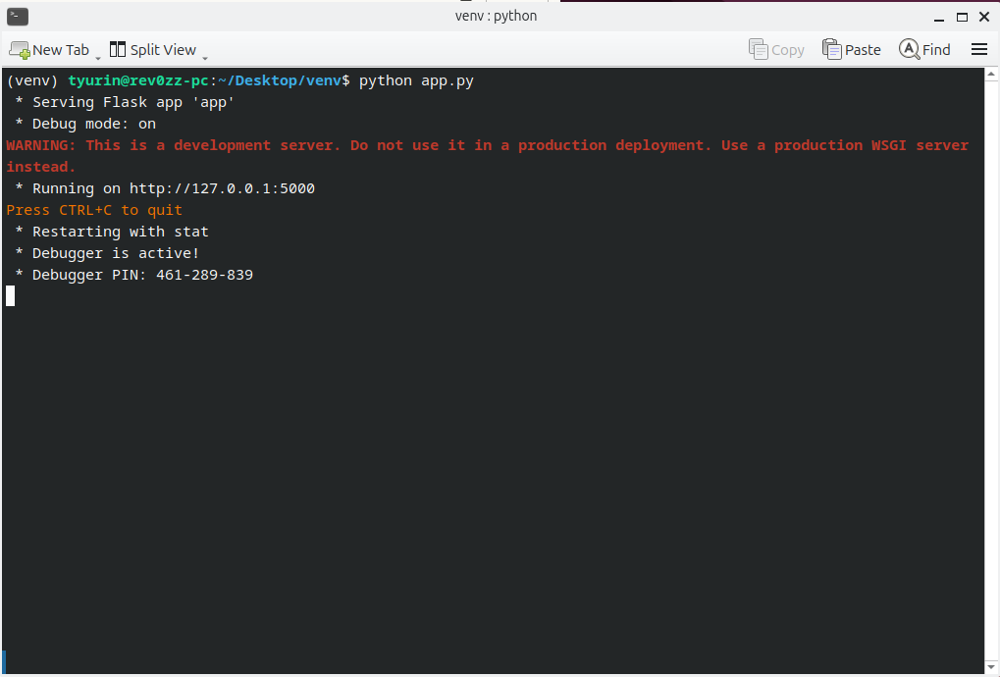 venv : python
New Tab Split View Copy Paste Find
(venv) tyurin@rev0zz-pc:~/Desktop/venv$ python app.py
* Serving Flask app 'app'
* Debug mode: on
WARNING: This is a development server. Do not use it in a production deployment. Use a production WSGI server
instead.
* Running on http://127.0.0.1:5000
Press CTRL+C to quit
* Restarting with stat
* Debugger is active!
* Debugger PIN: 461-289-839